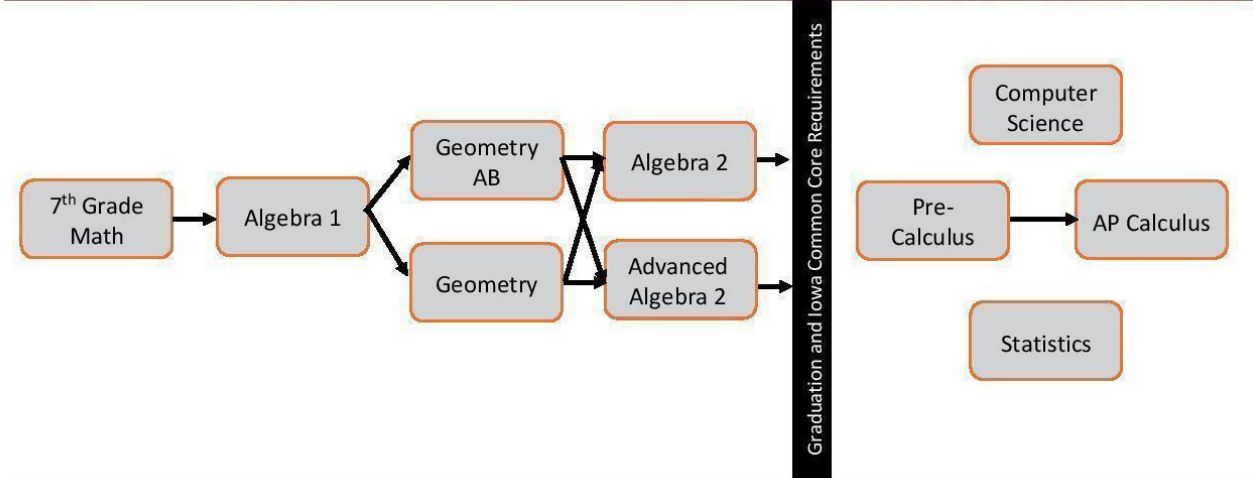 7th Grade
Math
Algebra 1
Geometry
AB
Geometry
Algebra 2
Advanced
Algebra 2
Graduation and Iowa Common Core Requirements
Computer
Science
Pre-
Calculus
AP Calculus
Statistics